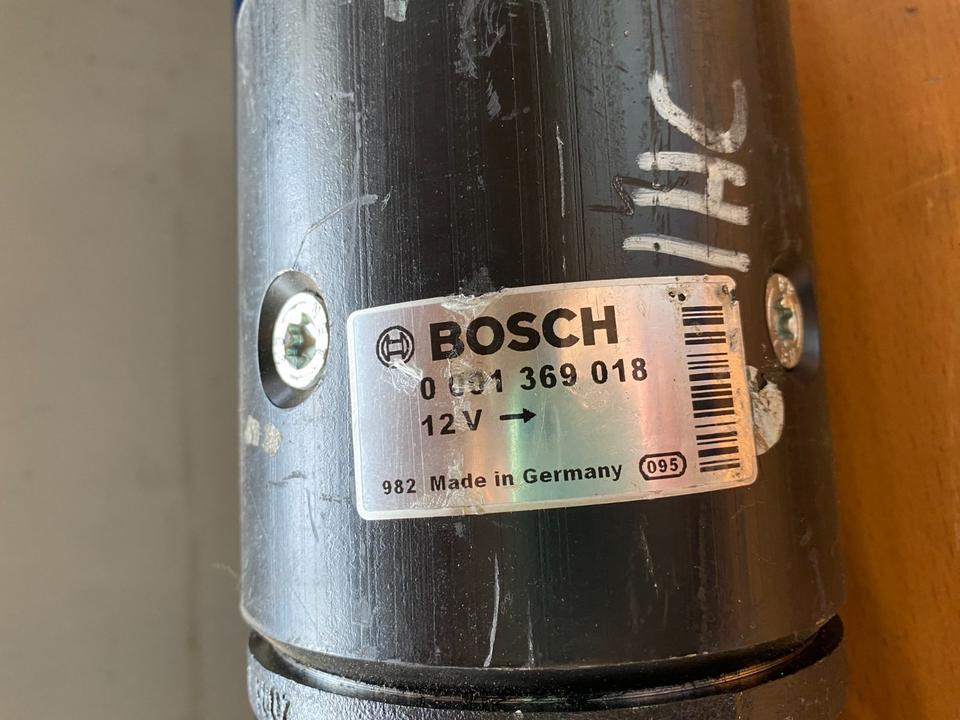 IHC
BOSCH
0 001 369 018
12 V →
982 Made in Germany 095